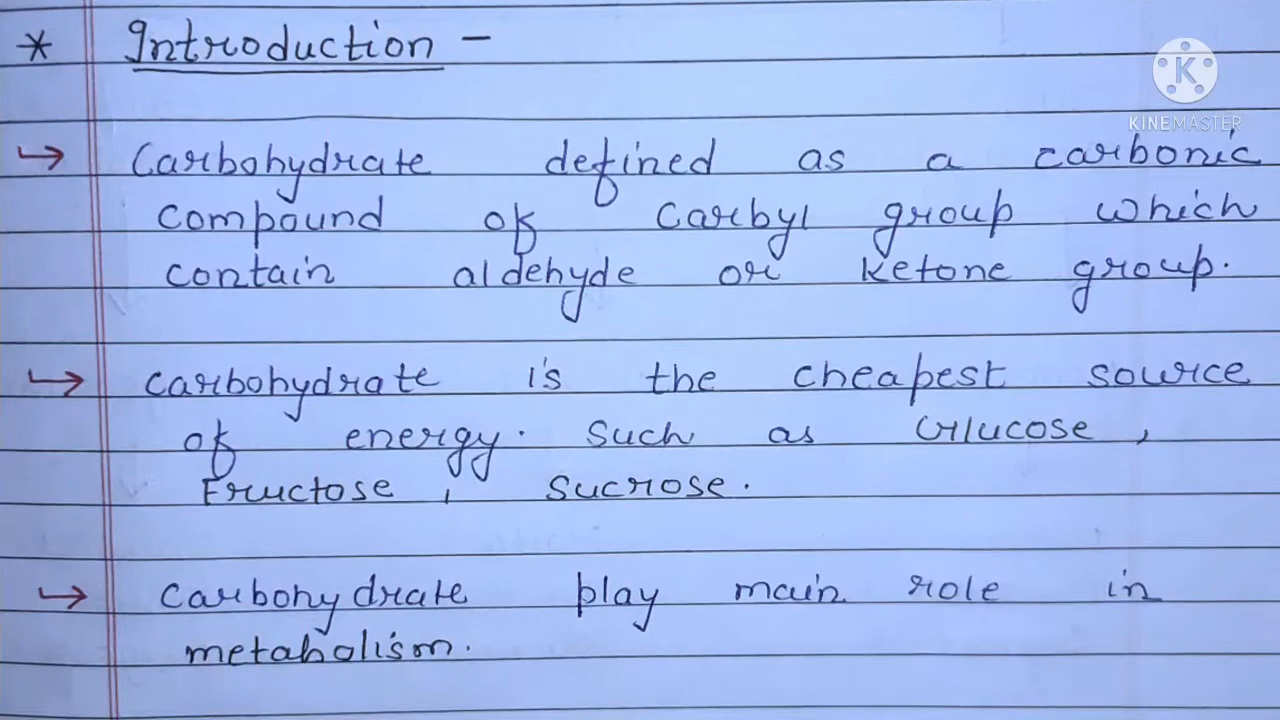 * Introduction -
K
KINEMASTER
→ Carbohydrate defined as a carbonic
compound of carbyl group which
contain aldehyde or ketone group.
→ carbohydrate is the cheapest source
of energy. Such as Glucose,
Fructose, Sucrose.
→ carbohydrate play main role in
metabolism.